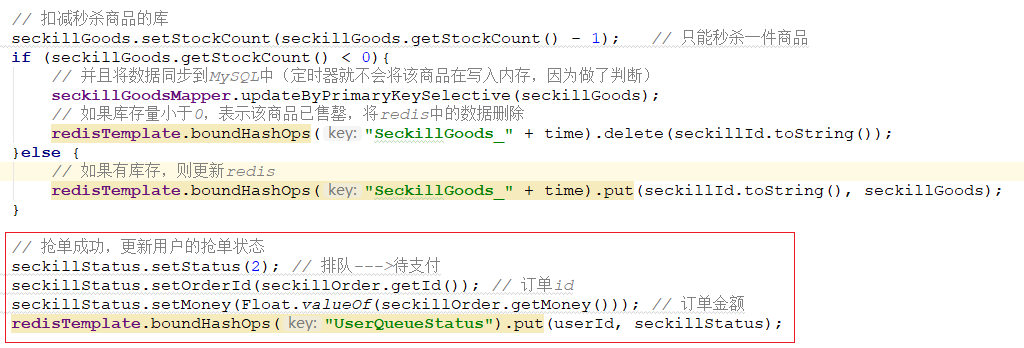 // 扣减秒杀商品的库
seckillGoods.setStockCount(seckillGoods.getStockCount() - 1);   // 只能秒杀一件商品
if (seckillGoods.getStockCount() < 0){
    // 并且将数据同步到MySQL中（定时器就不会将该商品在写入内存，因为做了判断）
    seckillGoodsMapper.updateByPrimaryKeySelective(seckillGoods);
    // 如果库存量小于0，表示该商品已售罄，将redis中的数据删除
    redisTemplate.boundHashOps( key: "SeckillGoods_" + time).delete(seckillId.toString());
}else {
    // 如果有库存，则更新redis
    redisTemplate.boundHashOps( key: "SeckillGoods_" + time).put(seckillId.toString(), seckillGoods);
}
// 抢单成功，更新用户的抢单状态
seckillStatus.setStatus(2); // 排队--->待支付
seckillStatus.setOrderId(seckillOrder.getId()); // 订单id
seckillStatus.setMoney(Float.valueOf(seckillOrder.getMoney())); // 订单金额
redisTemplate.boundHashOps( key: "UserQueueStatus").put(userId, seckillStatus);